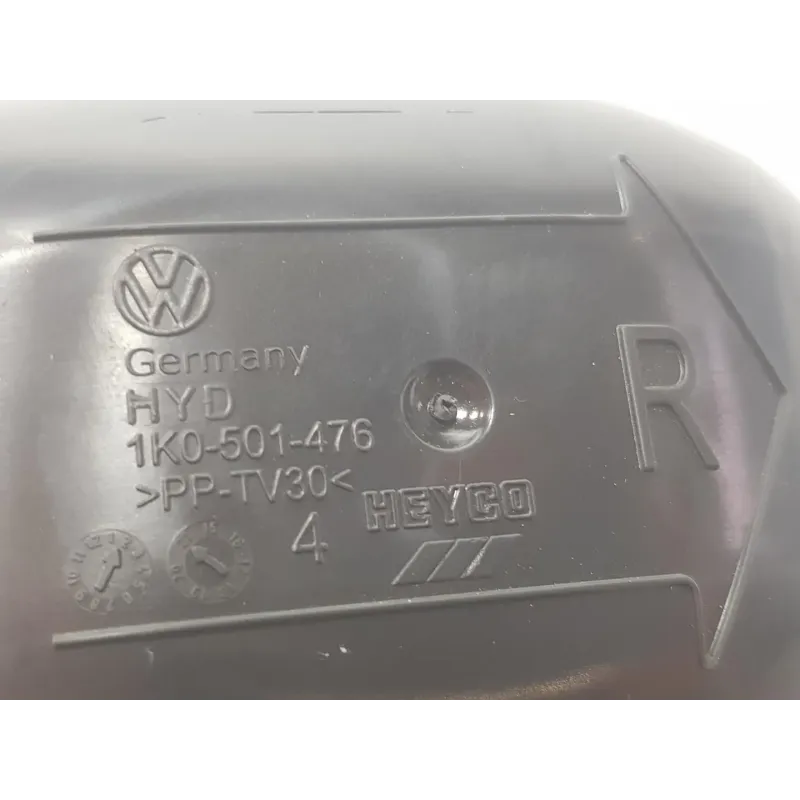 Germany
HYD
1K0-501-476
>PP-TV30<
4
HEYCO
R